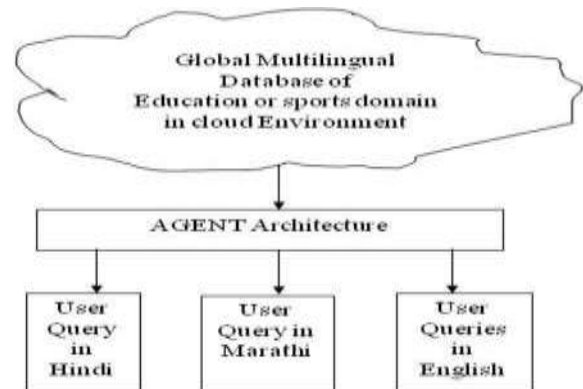 Global Multilingual
Database of
Education or sports domain
in cloud Environment
AGENT Architecture
User
Query
in
Hindi
User
Query in
Marathi
User
Queries
in
English